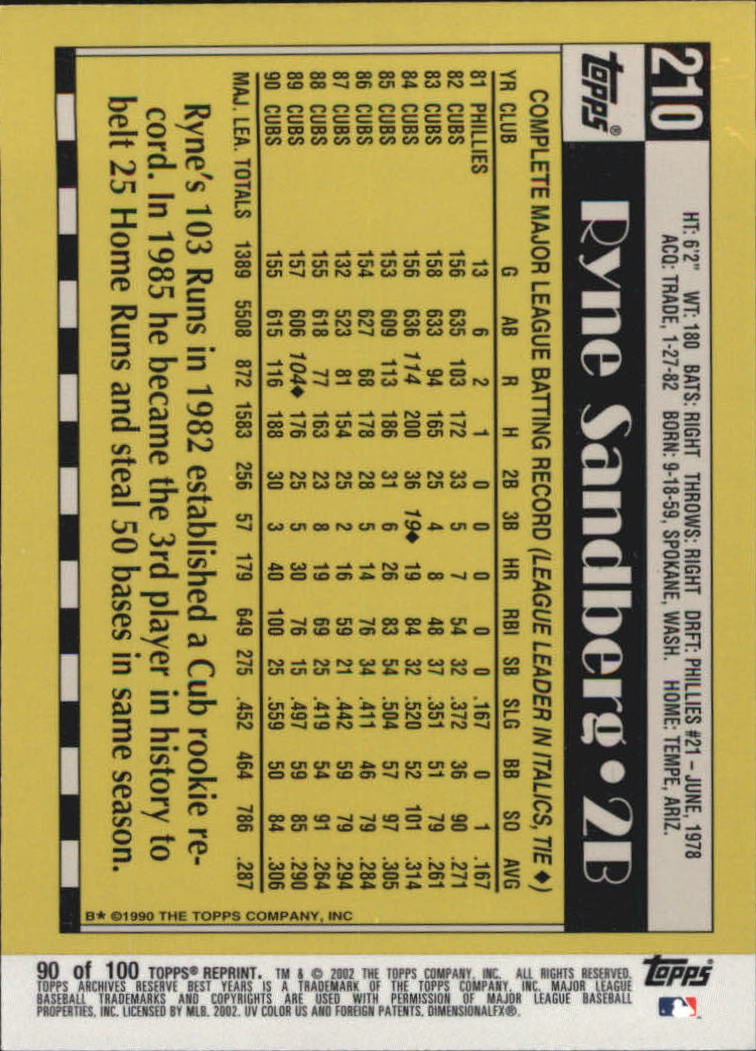 210
HT: 6'2" WT: 180 BATS: RIGHT THROWS: RIGHT DRFT: PHILLIES #21 – JUNE, 1978
ACQ: TRADE, 1-27-82 BORN: 9-18-59, SPOKANE, WASH. HOME: TEMPE, ARIZ.
topps® Ryne Sandberg • 2B
COMPLETE MAJOR LEAGUE BATTING RECORD (LEAGUE LEADER IN ITALICS, TIE ◆)
YR CLUB G AB R H 2B 3B HR RBI SB SLG BB SO AVG
81 PHILLIES 13 6 2 1 0 0 0 0 0 .167 0 1 .167
82 CUBS 156 635 103 172 33 5 7 54 32 .372 36 90 .271
83 CUBS 158 633 94 165 25 4 8 48 37 .351 51 79 .261
84 CUBS 156 636 114 200 36 19◆ 19 84 32 .520 52 101 .314
85 CUBS 153 609 113 186 31 6 26 83 54 .504 57 97 .305
86 CUBS 154 627 68 178 28 5 14 76 34 .411 46 79 .284
87 CUBS 132 523 81 154 25 2 16 59 21 .442 59 79 .294
88 CUBS 155 618 77 163 23 8 19 69 25 .419 54 91 .264
89 CUBS 157 606 104◆ 176 25 5 30 76 15 .497 59 85 .290
90 CUBS 155 615 116 188 30 3 40 100 25 .559 50 84 .306
MAJ. LEA. TOTALS 1389 5508 872 1583 256 57 179 649 275 .452 464 786 .287
Ryne's 103 Runs in 1982 established a Cub rookie re-
cord. In 1985 he became the 3rd player in history to
belt 25 Home Runs and steal 50 bases in same season.
B★ ©1990 THE TOPPS COMPANY, INC
90 of 100 TOPPS® REPRINT. TM & © 2002 THE TOPPS COMPANY, INC. ALL RIGHTS RESERVED.
TOPPS ARCHIVES RESERVE BEST YEARS IS A TRADEMARK OF THE TOPPS COMPANY, INC. MAJOR LEAGUE
BASEBALL TRADEMARKS AND COPYRIGHTS ARE USED WITH PERMISSION OF MAJOR LEAGUE BASEBALL
PROPERTIES, INC. LICENSED BY MLB. 2002. UV COLOR US AND FOREIGN PATENTS, DIMENSIONALFX®.
topps®